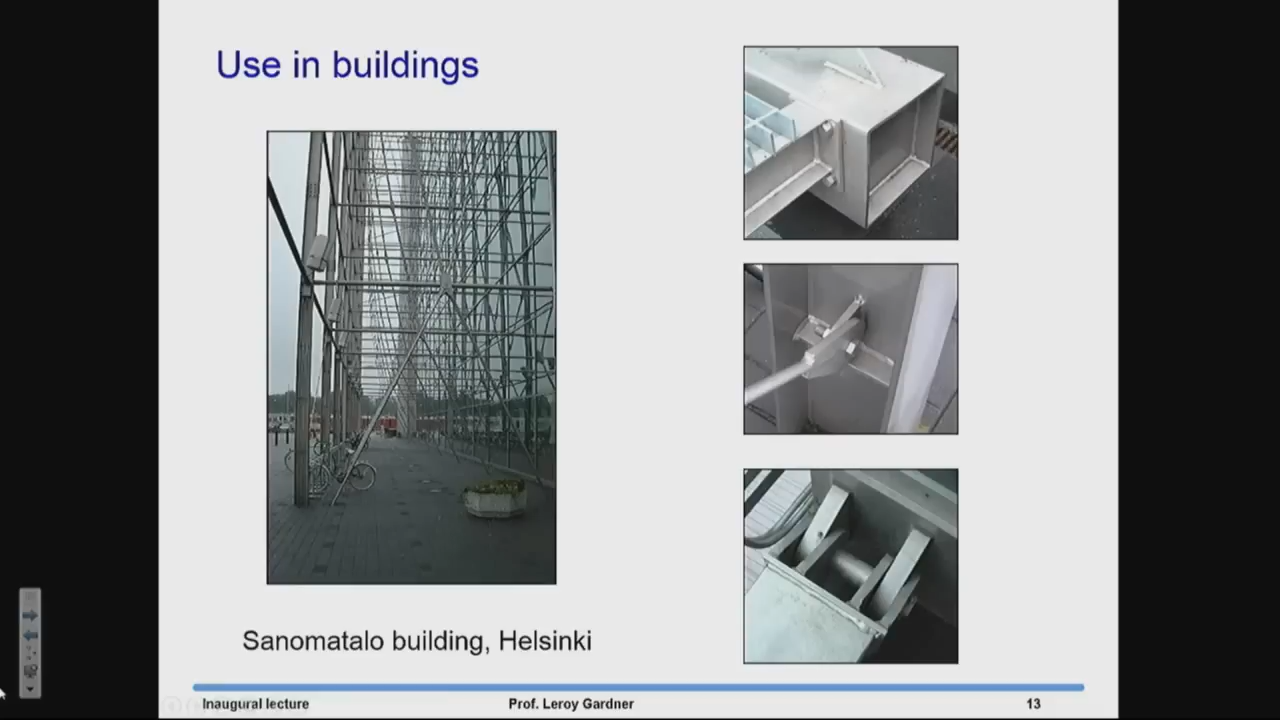 Use in buildings
Sanomatalo building, Helsinki
Inaugural lecture
Prof. Leroy Gardner
13